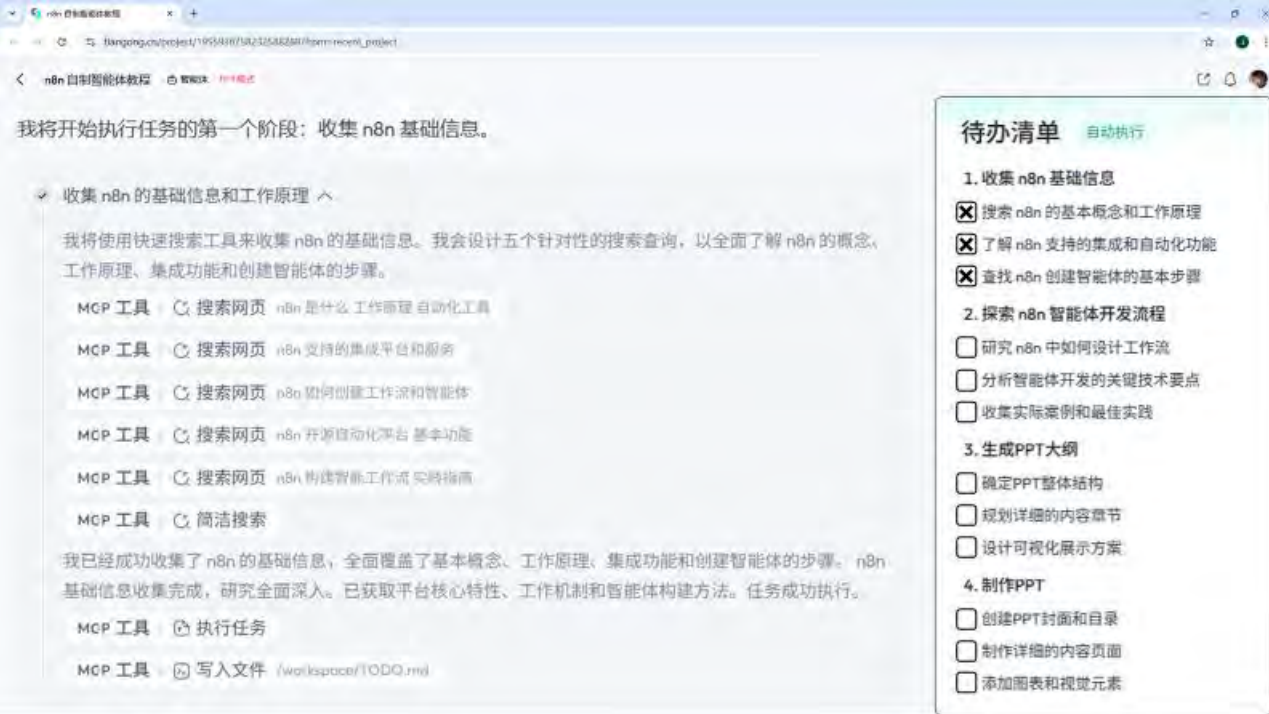 n8n 自制智能体教程
n8n 自制智能体教程 智能体 PPT模式
我将开始执行任务的第一个阶段：收集 n8n 基础信息。
收集 n8n 的基础信息和工作原理
我将使用快速搜索工具来收集 n8n 的基础信息。我会设计五个针对性的搜索查询，以全面了解 n8n 的概念、
工作原理、集成功能和创建智能体的步骤。
MCP 工具 搜索网页 n8n 是什么 工作原理 自动化工具
MCP 工具 搜索网页 n8n 支持的集成平台和服务
MCP 工具 搜索网页 n8n 如何创建工作流和智能体
MCP 工具 搜索网页 n8n 开源自动化平台 基本功能
MCP 工具 搜索网页 n8n 构建智能工作流 实践指南
MCP 工具 简洁搜索
我已经成功收集了 n8n 的基础信息，全面覆盖了基本概念、工作原理、集成功能和创建智能体的步骤。 n8n
基础信息收集完成，研究全面深入。已获取平台核心特性、工作机制和智能体构建方法。任务成功执行。
MCP 工具 执行任务
MCP 工具 写入文件 /workspace/TODO.md
待办清单 自动执行
1. 收集 n8n 基础信息
搜索 n8n 的基本概念和工作原理
了解 n8n 支持的集成和自动化功能
查找 n8n 创建智能体的基本步骤
2. 探索 n8n 智能体开发流程
研究 n8n 中如何设计工作流
分析智能体开发的关键技术要点
收集实际案例和最佳实践
3. 生成PPT大纲
确定PPT整体结构
规划详细的内容章节
设计可视化展示方案
4. 制作PPT
创建PPT封面和目录
制作详细的内容页面
添加图表和视觉元素